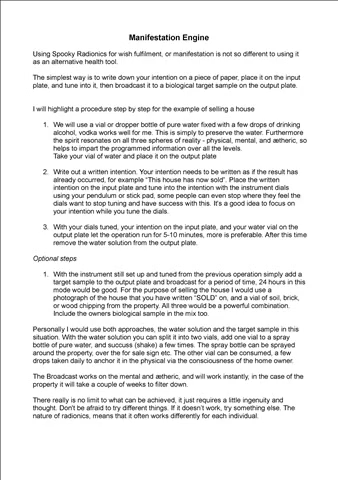 Manifestation Engine
Using Spooky Radionics for wish fulfilment, or manifestation is not so different to using it
as an alternative health tool.
The simplest way is to write down your intention on a piece of paper, place it on the input
plate, and tune into it, then broadcast it to a biological target sample on the output plate.
I will highlight a procedure step by step for the example of selling a house
1. We will use a vial or dropper bottle of pure water fixed with a few drops of drinking
alcohol, vodka works well for me. This is simply to preserve the water. Furthermore
the spirit resonates on all three spheres of reality - physical, mental, and ætheric, so
helps to impart the programmed information over all the levels.
Take your vial of water and place it on the output plate
2. Write out a written intention. Your intention needs to be written as if the result has
already occurred, for example “This house has now sold”. Place the written
intention on the input plate and tune into the intention with the instrument dials
using your pendulum or stick pad, some people can even stop where they feel the
dials want to stop tuning and have success with this. It's a good idea to focus on
your intention while you tune the dials.
3. With your dials tuned, your intention on the input plate, and your water vial on the
output plate let the operation run for 5-10 minutes, more is preferable. After this time
remove the water solution from the output plate.
Optional steps
1. With the instrument still set up and tuned from the previous operation simply add a
target sample to the output plate and broadcast for a period of time, 24 hours in this
mode would be good. For the purpose of selling the house I would use a
photograph of the house that you have written “SOLD” on, and a vial of soil, brick,
or wood chipping from the property. All three would be a powerful combination.
Include the owners biological sample in the mix too.
Personally I would use both approaches, the water solution and the target sample in this
situation. With the water solution you can split it into two vials, add one vial to a spray
bottle of pure water, and success (shake) a few times. The spray bottle can be sprayed
around the property, over the for sale sign etc. The other vial can be consumed, a few
drops taken daily to anchor it in the physical via the consciousness of the home owner.
The Broadcast works on the mental and ætheric, and will work instantly, in the case of the
property it will take a couple of weeks to filter down.
There really is no limit to what can be achieved, it just requires a little ingenuity and
thought. Don't be afraid to try different things. If it doesn't work, try something else. The
nature of radionics, means that it often works differently for each individual.